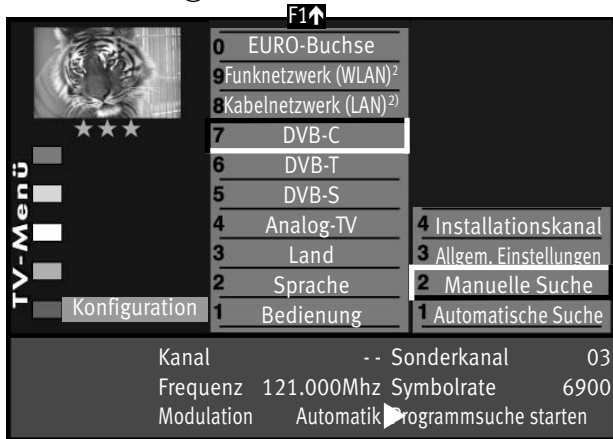 F1↑
0 EURO-Buchse
9 Funknetzwerk (WLAN)2
8 Kabelnetzwerk (LAN)2)
7 DVB-C
6 DVB-T
5 DVB-S
4 Analog-TV
3 Land
2 Sprache
1 Bedienung
4 Installationskanal
3 Allgem. Einstellungen
2 Manuelle Suche
1 Automatische Suche
TV-Menü
Konfiguration
Kanal -- Sonderkanal 03
Frequenz 121.000Mhz Symbolrate 6900
Modulation Automatik Programmsuche starten